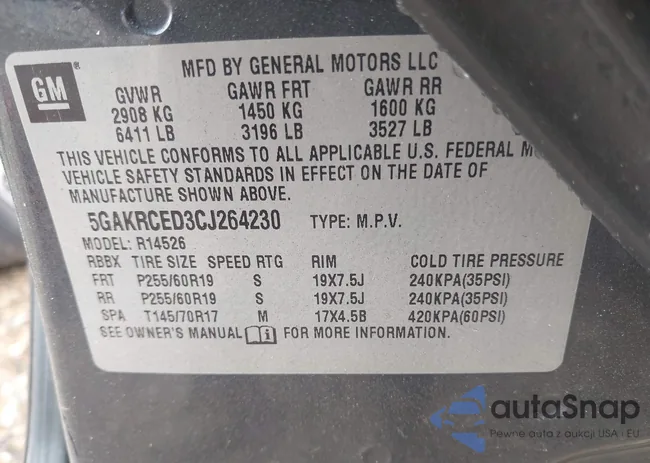 GM
MFD BY GENERAL MOTORS LLC
GVWR GAWR FRT GAWR RR
2908 KG 1450 KG 1600 KG
6411 LB 3196 LB 3527 LB
THIS VEHICLE CONFORMS TO ALL APPLICABLE U.S. FEDERAL M
VEHICLE SAFETY STANDARDS IN EFFECT ON THE DATE OF
MANUFACTURE SHOWN ABOVE.
5GAKRCED3CJ264230 TYPE: M.P.V.
MODEL: R14526
RBBX TIRE SIZE SPEED RTG RIM COLD TIRE PRESSURE
FRT P255/60R19 S 19X7.5J 240KPA(35PSI)
RR P255/60R19 S 19X7.5J 240KPA(35PSI)
SPA T145/70R17 M 17X4.5B 420KPA(60PSI)
SEE OWNER'S MANUAL FOR MORE INFORMATION.
autaSnap
Pewne auta z aukcji USA i EU